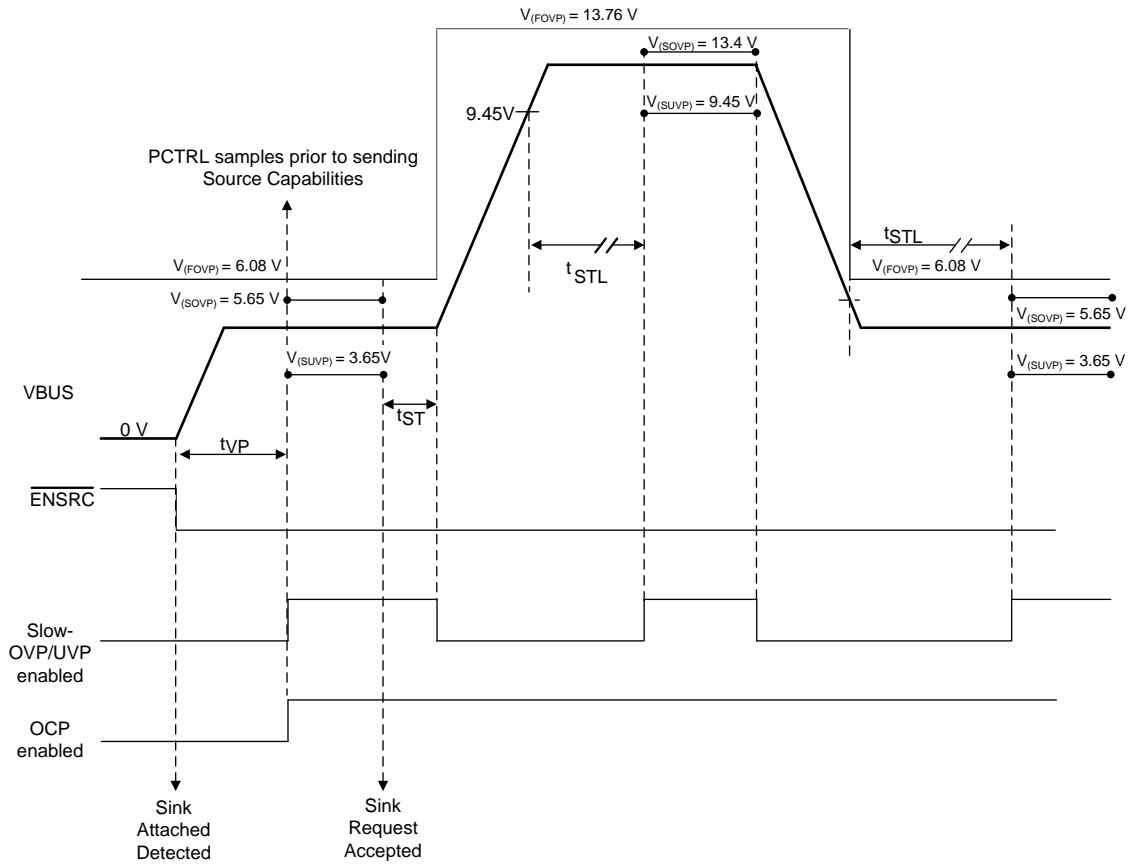 V(FOVP) = 13.76 V
V(SOVP) = 13.4 V
9.45V
V(SUVP) = 9.45 V
PCTRL samples prior to sending
Source Capabilities
tSTL
tSTL
V(FOVP) = 6.08 V
V(FOVP) = 6.08 V
V(SOVP) = 5.65 V
V(SOVP) = 5.65 V
V(SUVP) = 3.65V
V(SUVP) = 3.65 V
VBUS
tST
0 V
tVP
ENSRC
Slow-
OVP/UVP
enabled
OCP
enabled
Sink
Attached
Detected
Sink
Request
Accepted